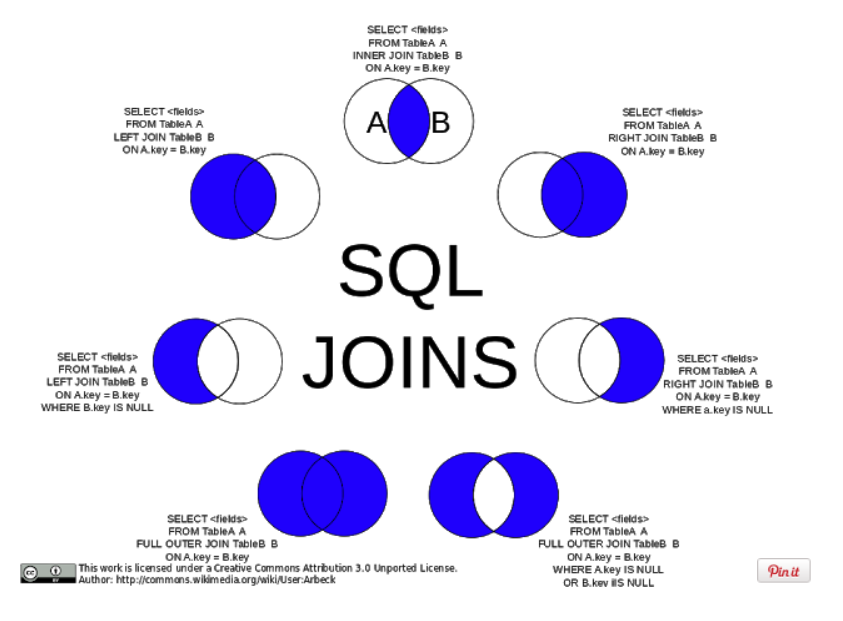 SELECT <fields>
FROM TableA A
INNER JOIN TableB B
ON A.key = B.key
A B
SELECT <fields>
FROM TableA A
LEFT JOIN TableB B
ON A.key = B.key
SELECT <fields>
FROM TableA A
RIGHT JOIN TableB B
ON A.key = B.key
SQL
JOINS
SELECT <fields>
FROM TableA A
LEFT JOIN TableB B
ON A.key = B.key
WHERE B.key IS NULL
SELECT <fields>
FROM TableA A
RIGHT JOIN TableB B
ON A.key = B.key
WHERE a.key IS NULL
SELECT <fields>
FROM TableA A
FULL OUTER JOIN TableB B
ON A.key = B.key
SELECT <fields>
FROM TableA A
FULL OUTER JOIN TableB B
ON A.key = B.key
WHERE A.key IS NULL
OR B.key iIS NULL
cc BY
This work is licensed under a Creative Commons Attribution 3.0 Unported License.
Author: http://commons.wikimedia.org/wiki/User:Arbeck
Pin it